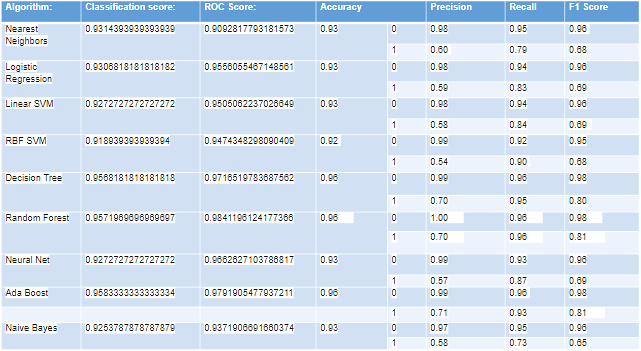 Algorithm: Classification score: ROC Score: Accuracy Precision Recall F1 Score
Nearest Neighbors 0.9314393939393939 0.9092817793181573 0.93 0 0.98 0.95 0.96
1 0.60 0.79 0.68
Logistic Regression 0.9306818181818182 0.9556055467148561 0.93 0 0.98 0.94 0.96
1 0.59 0.83 0.69
Linear SVM 0.9272727272727272 0.9505062237026649 0.93 0 0.98 0.94 0.96
1 0.58 0.84 0.69
RBF SVM 0.918939393939394 0.9474348298090409 0.92 0 0.99 0.92 0.95
1 0.54 0.90 0.68
Decision Tree 0.9568181818181818 0.9716519783687562 0.96 0 0.99 0.96 0.98
1 0.70 0.95 0.80
Random Forest 0.9571969696969697 0.9841196124177366 0.96 0 1.00 0.96 0.98
1 0.70 0.96 0.81
Neural Net 0.9272727272727272 0.9662627103786817 0.93 0 0.99 0.93 0.96
1 0.57 0.87 0.69
Ada Boost 0.9583333333333334 0.9791905477937211 0.96 0 0.99 0.96 0.98
1 0.71 0.93 0.81
Naive Bayes 0.9253787878787879 0.9371906691660374 0.93 0 0.97 0.95 0.96
1 0.58 0.73 0.65